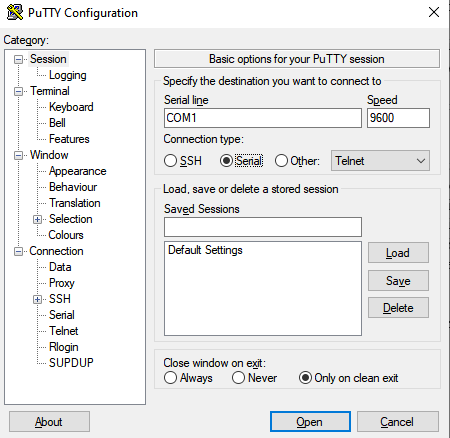 PuTTY Configuration
Category:
Session
Logging
Terminal
Keyboard
Bell
Features
Window
Appearance
Behaviour
Translation
Selection
Colours
Connection
Data
Proxy
SSH
Serial
Telnet
Rlogin
SUPDUP
Basic options for your PuTTY session
Specify the destination you want to connect to
Serial line Speed
COM1 9600
Connection type:
SSH Serial Other: Telnet
Load, save or delete a stored session
Saved Sessions
Default Settings
Load
Save
Delete
Close window on exit:
Always Never Only on clean exit
About Open Cancel